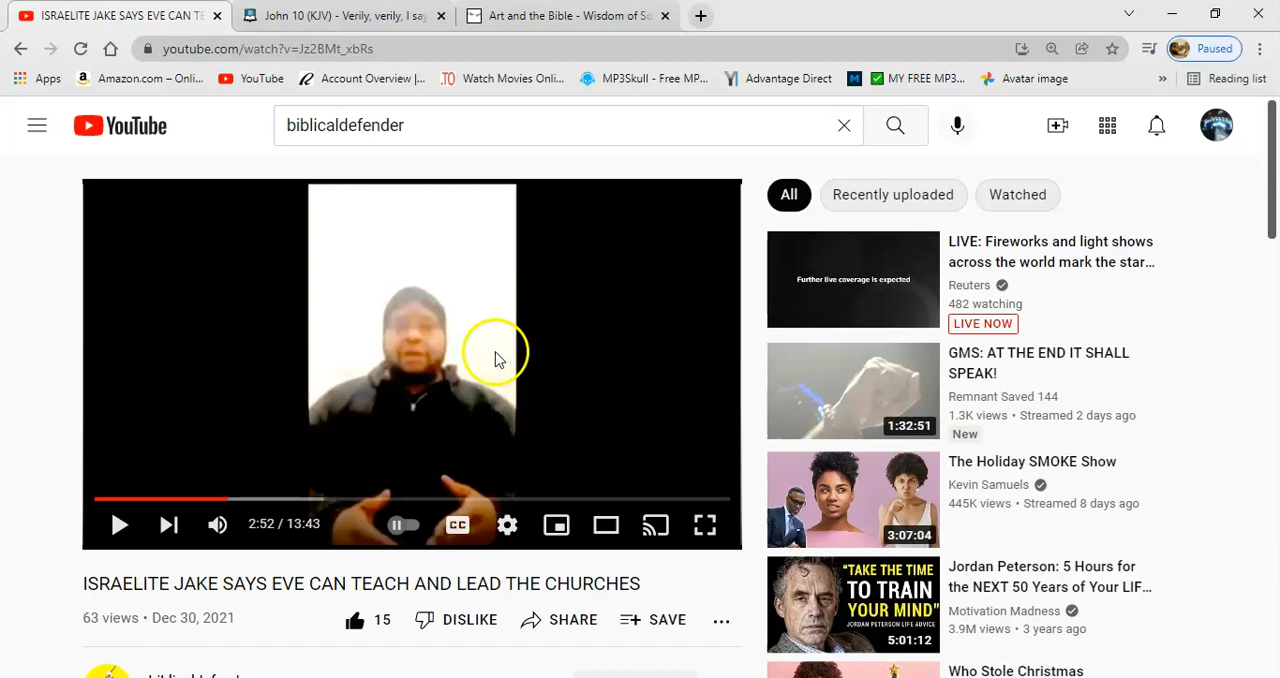 ISRAELITE JAKE SAYS EVE CAN TE
John 10 (KJV) - Verily, verily, I say
Art and the Bible - Wisdom of So
youtube.com/watch?v=Jz2BMt_xbRs
Paused
Apps
Amazon.com – Onli...
YouTube
Account Overview |...
Watch Movies Onli...
MP3Skull - Free MP...
Advantage Direct
MY FREE MP3...
Avatar image
»
Reading list
YouTube
biblicaldefender
All
Recently uploaded
Watched
Further live coverage is expected
LIVE: Fireworks and light shows
across the world mark the star...
Reuters
482 watching
LIVE NOW
GMS: AT THE END IT SHALL
SPEAK!
Remnant Saved 144
1.3K views • Streamed 2 days ago
New
1:32:51
The Holiday SMOKE Show
Kevin Samuels
445K views • Streamed 8 days ago
3:07:04
2:52 / 13:43
CC
ISRAELITE JAKE SAYS EVE CAN TEACH AND LEAD THE CHURCHES
63 views • Dec 30, 2021
15
DISLIKE
SHARE
SAVE
...
"TAKE THE TIME
TO TRAIN
YOUR MIND"
JORDAN PETERSON LIFE ADVICE
5:01:12
Jordan Peterson: 5 Hours for
the NEXT 50 Years of Your LIF...
Motivation Madness
3.9M views • 3 years ago
Who Stole Christmas